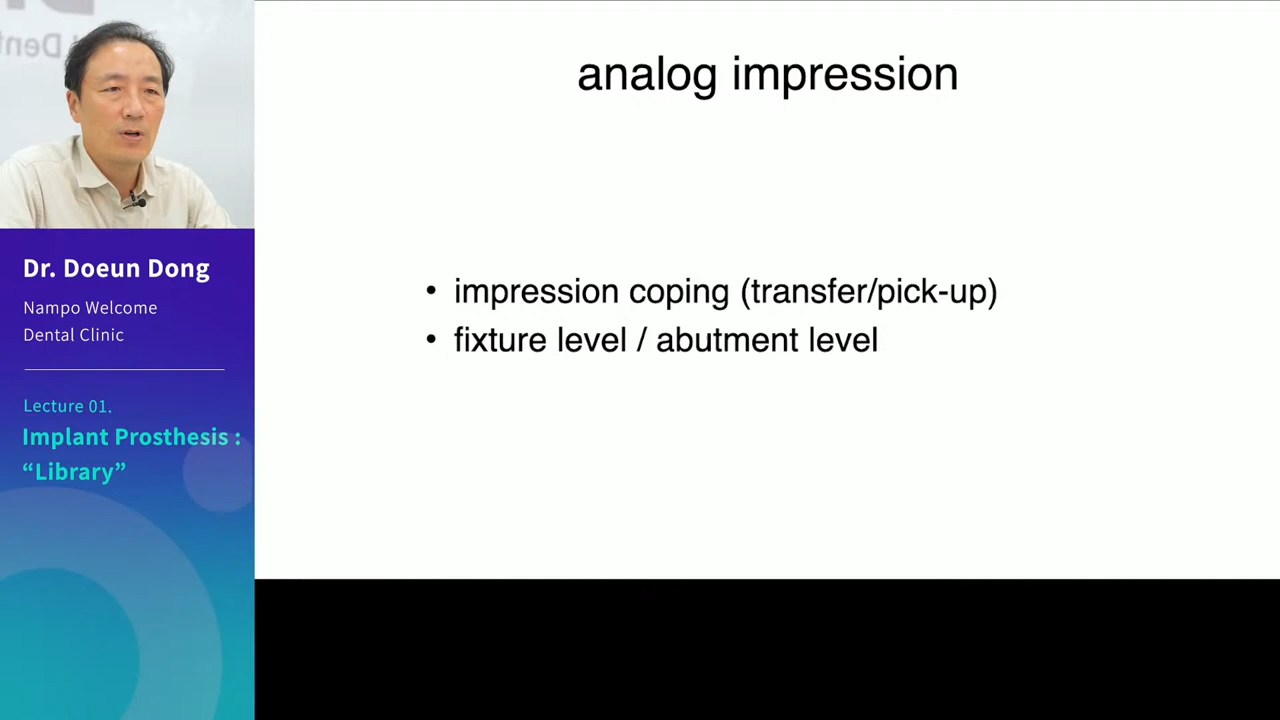 analog impression
• impression coping (transfer/pick-up)
• fixture level / abutment level
Dr. Doeun Dong
Nampo Welcome
Dental Clinic
Lecture 01.
Implant Prosthesis :
“Library”